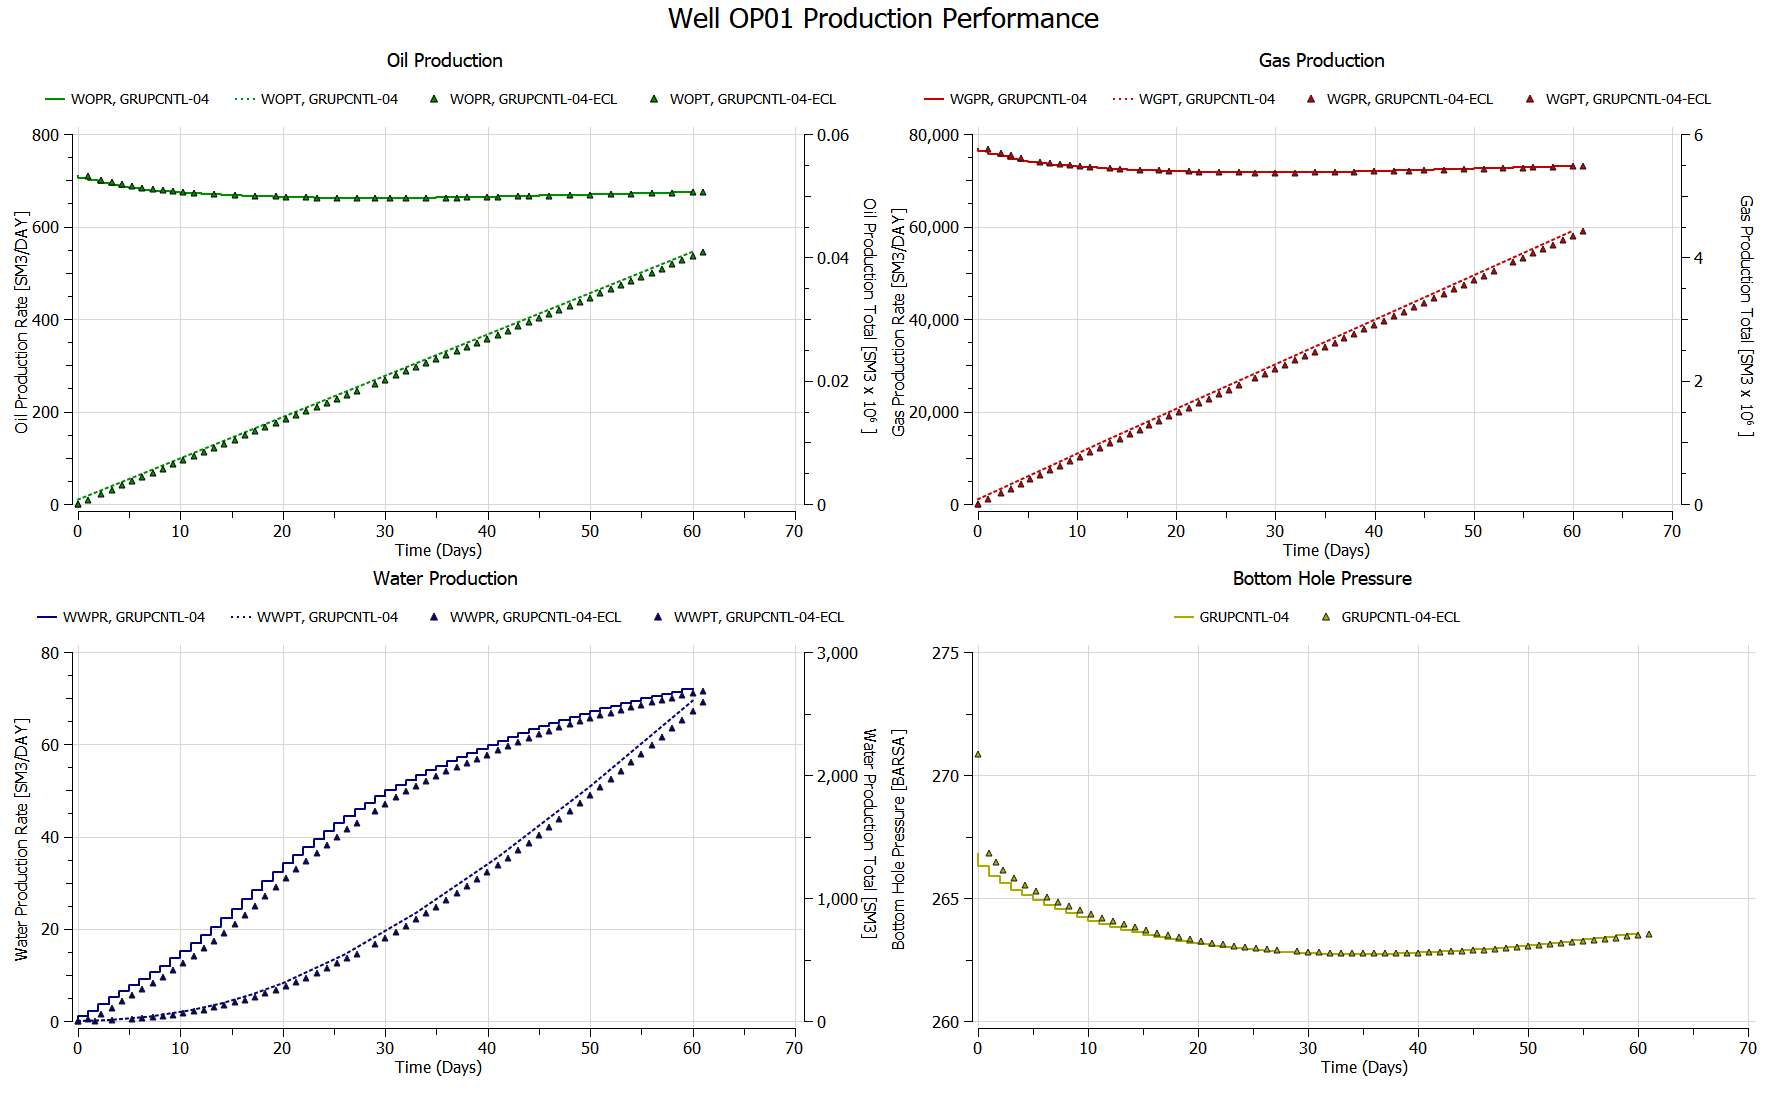 Well OP01 Production Performance
Oil Production
WOPR, GRUPCNTL-04 WOPT, GRUPCNTL-04 WOPR, GRUPCNTL-04-ECL WOPT, GRUPCNTL-04-ECL
Oil Production Rate [SM3/DAY]
800
600
400
200
0
Oil Production Total [SM3 x 10⁶ ]
0.06
0.04
0.02
0
0 10 20 30 40 50 60 70
Time (Days)
Gas Production
WGPR, GRUPCNTL-04 WGPT, GRUPCNTL-04 WGPR, GRUPCNTL-04-ECL WGPT, GRUPCNTL-04-ECL
Gas Production Rate [SM3/DAY]
80,000
60,000
40,000
20,000
0
Gas Production Total [SM3 x 10⁶ ]
6
4
2
0
0 10 20 30 40 50 60 70
Time (Days)
Water Production
WWPR, GRUPCNTL-04 WWPT, GRUPCNTL-04 WWPR, GRUPCNTL-04-ECL WWPT, GRUPCNTL-04-ECL
Water Production Rate [SM3/DAY]
80
60
40
20
0
Water Production Total [SM3]
3,000
2,000
1,000
0
0 10 20 30 40 50 60 70
Time (Days)
Bottom Hole Pressure
GRUPCNTL-04 GRUPCNTL-04-ECL
Bottom Hole Pressure [BARSA]
275
270
265
260
0 10 20 30 40 50 60 70
Time (Days)